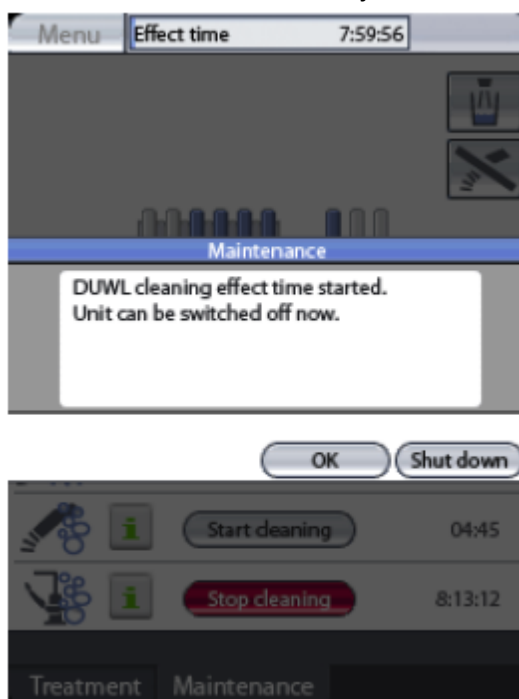 Menu
Effect time 7:59:56
Maintenance
DUWL cleaning effect time started.
Unit can be switched off now.
OK Shut down
Start cleaning 04:45
Stop cleaning 8:13:12
Treatment Maintenance